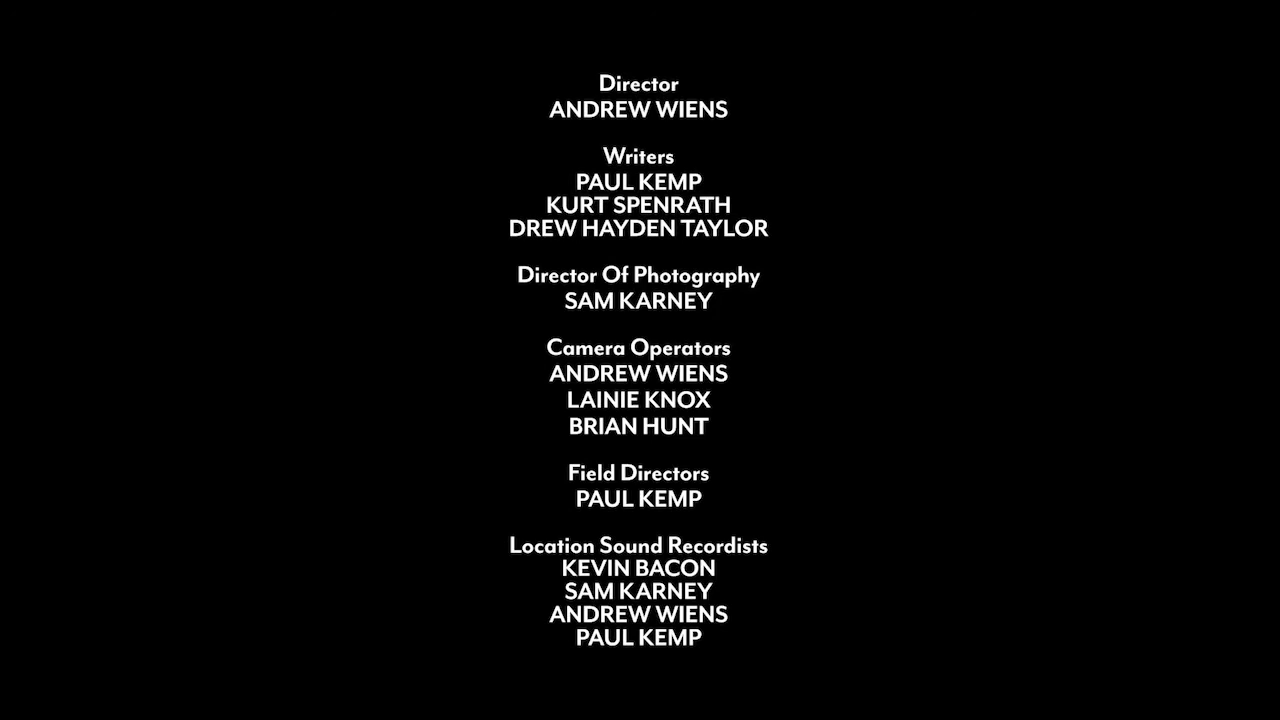 Director
ANDREW WIENS
Writers
PAUL KEMP
KURT SPENRATH
DREW HAYDEN TAYLOR
Director Of Photography
SAM KARNEY
Camera Operators
ANDREW WIENS
LAINIE KNOX
BRIAN HUNT
Field Directors
PAUL KEMP
Location Sound Recordists
KEVIN BACON
SAM KARNEY
ANDREW WIENS
PAUL KEMP